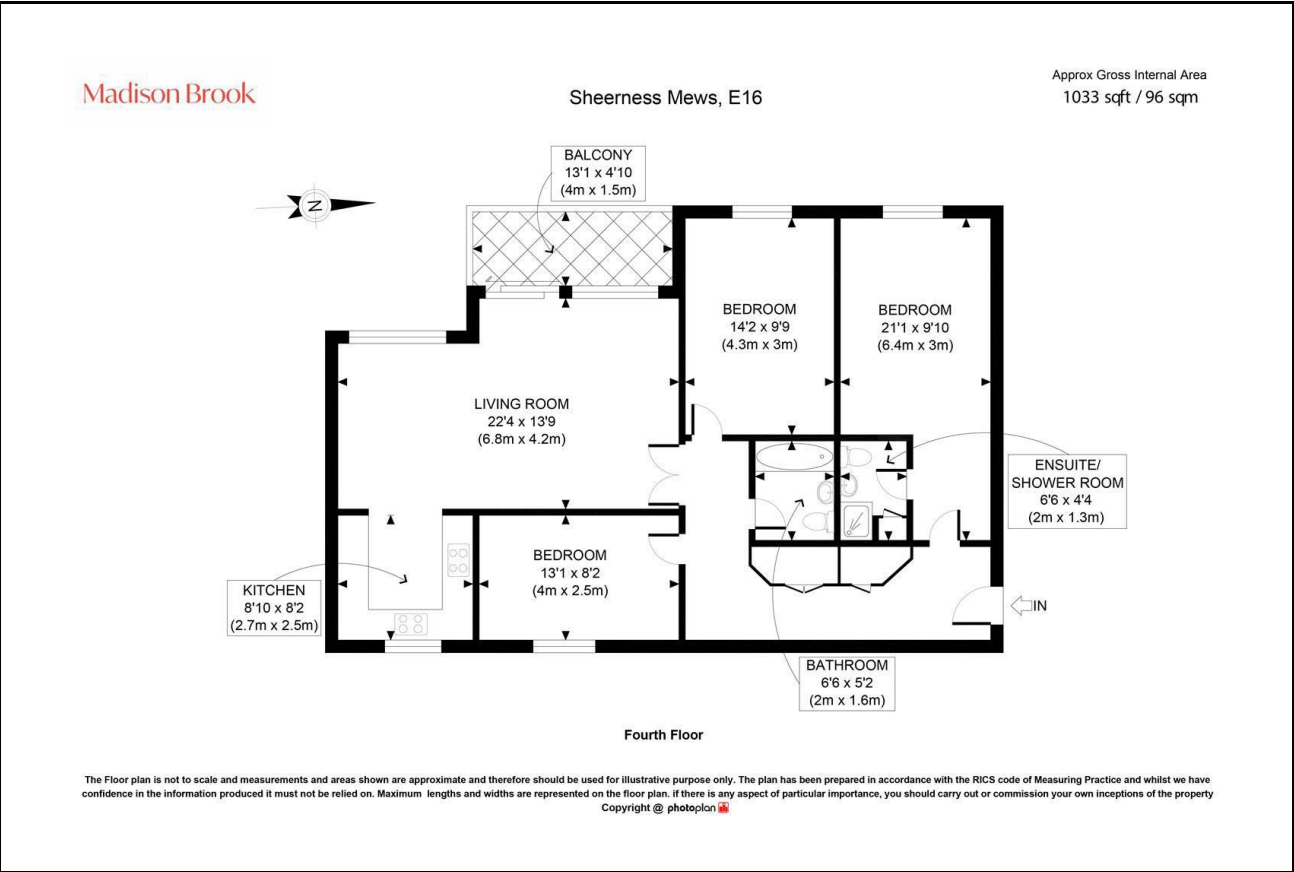 Madison Brook
Sheerness Mews, E16
Approx Gross Internal Area
1033 sqft / 96 sqm
BALCONY
13'1 x 4'10
(4m x 1.5m)
N
BEDROOM
14'2 x 9'9
(4.3m x 3m)
BEDROOM
21'1 x 9'10
(6.4m x 3m)
LIVING ROOM
22'4 x 13'9
(6.8m x 4.2m)
ENSUITE/
SHOWER ROOM
6'6 x 4'4
(2m x 1.3m)
BEDROOM
13'1 x 8'2
(4m x 2.5m)
KITCHEN
8'10 x 8'2
(2.7m x 2.5m)
IN
BATHROOM
6'6 x 5'2
(2m x 1.6m)
Fourth Floor
The Floor plan is not to scale and measurements and areas shown are approximate and therefore should be used for illustrative purpose only. The plan has been prepared in accordance with the RICS code of Measuring Practice and whilst we have
confidence in the information produced it must not be relied on. Maximum lengths and widths are represented on the floor plan. if there is any aspect of particular importance, you should carry out or commission your own inceptions of the property
Copyright @ photoplan